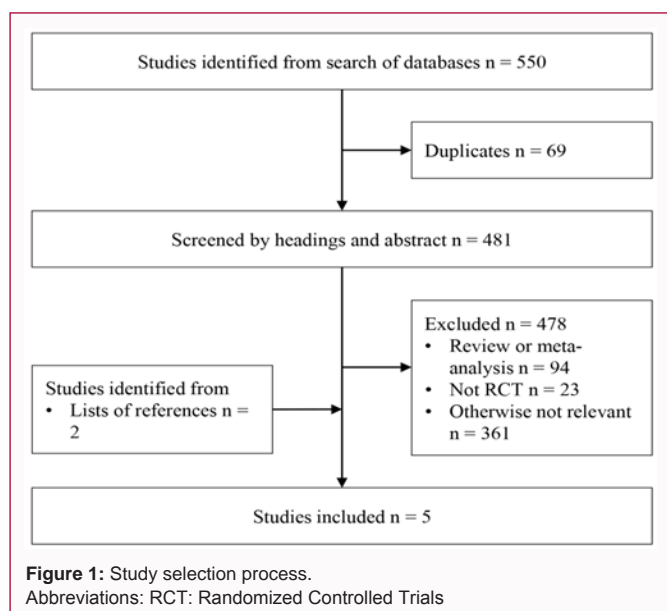 Studies identified from search of databases n = 550
Duplicates n = 69
Screened by headings and abstract n = 481
Excluded n = 478
• Review or meta-
analysis n = 94
• Not RCT n = 23
• Otherwise not relevant
n = 361
Studies identified from
• Lists of references n =
2
Studies included n = 5
Figure 1: Study selection process.
Abbreviations: RCT: Randomized Controlled Trials